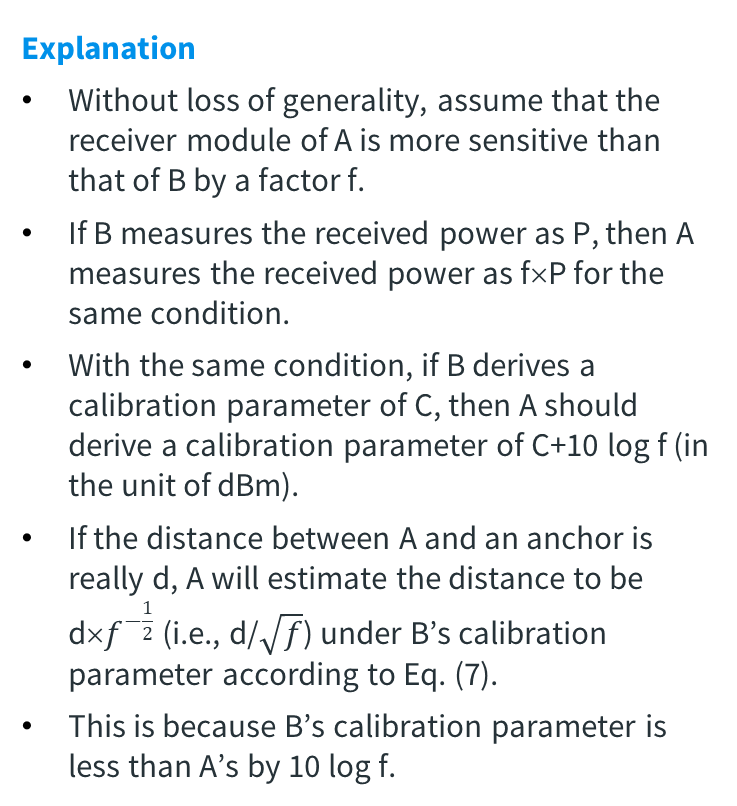 Explanation
• Without loss of generality, assume that the
receiver module of A is more sensitive than
that of B by a factor f.
• If B measures the received power as P, then A
measures the received power as f×P for the
same condition.
• With the same condition, if B derives a
calibration parameter of C, then A should
derive a calibration parameter of C+10 log f (in
the unit of dBm).
• If the distance between A and an anchor is
really d, A will estimate the distance to be
d×f^{-\frac{1}{2}} (i.e., d/√f) under B’s calibration
parameter according to Eq. (7).
• This is because B’s calibration parameter is
less than A’s by 10 log f.